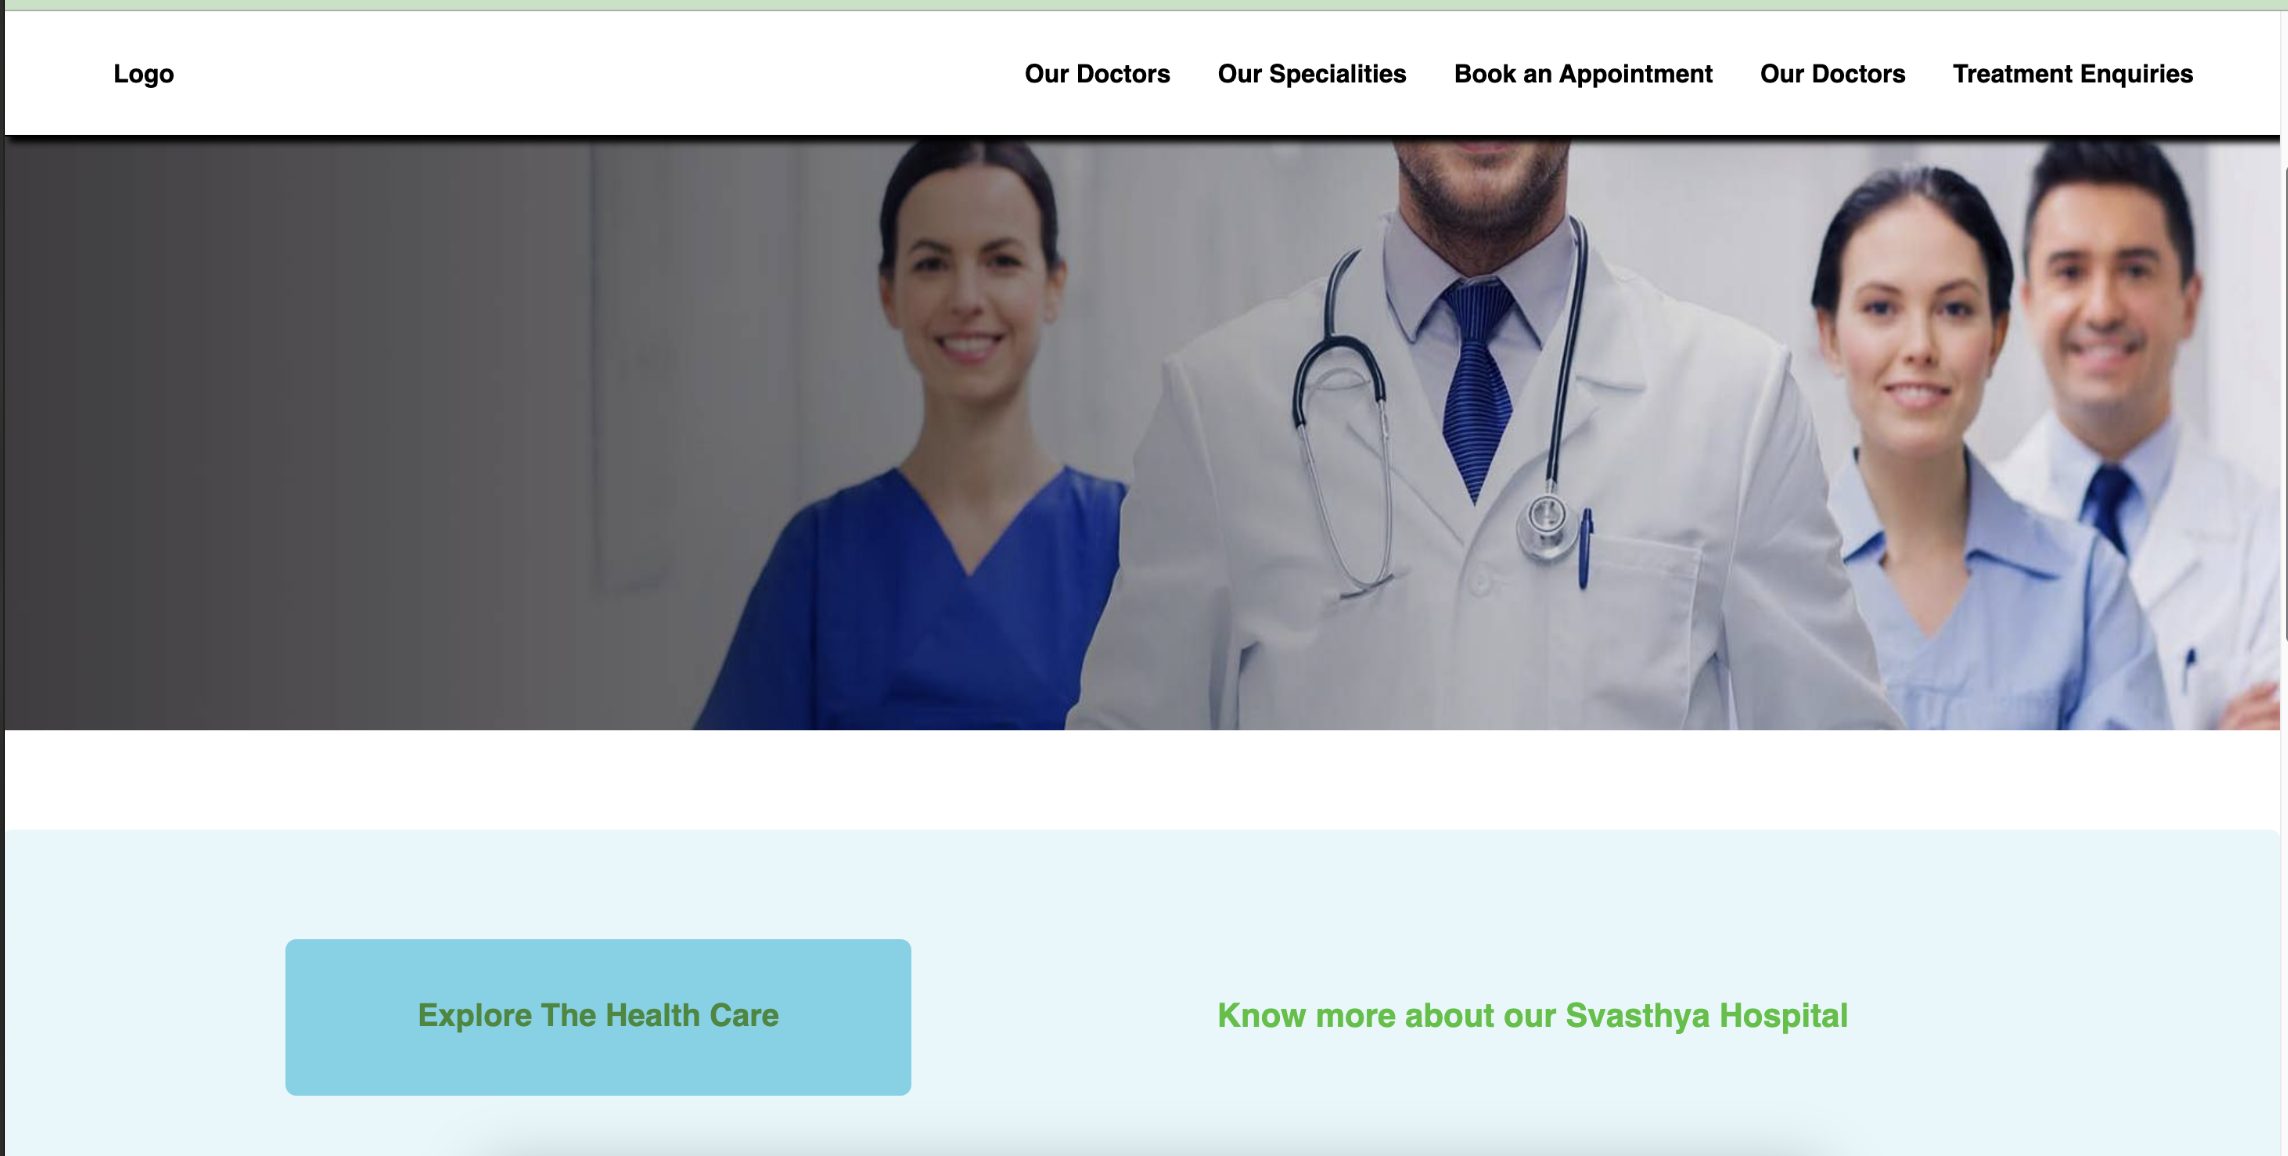 Logo
Our Doctors Our Specialities Book an Appointment Our Doctors Treatment Enquiries
Explore The Health Care
Know more about our Svasthya Hospital